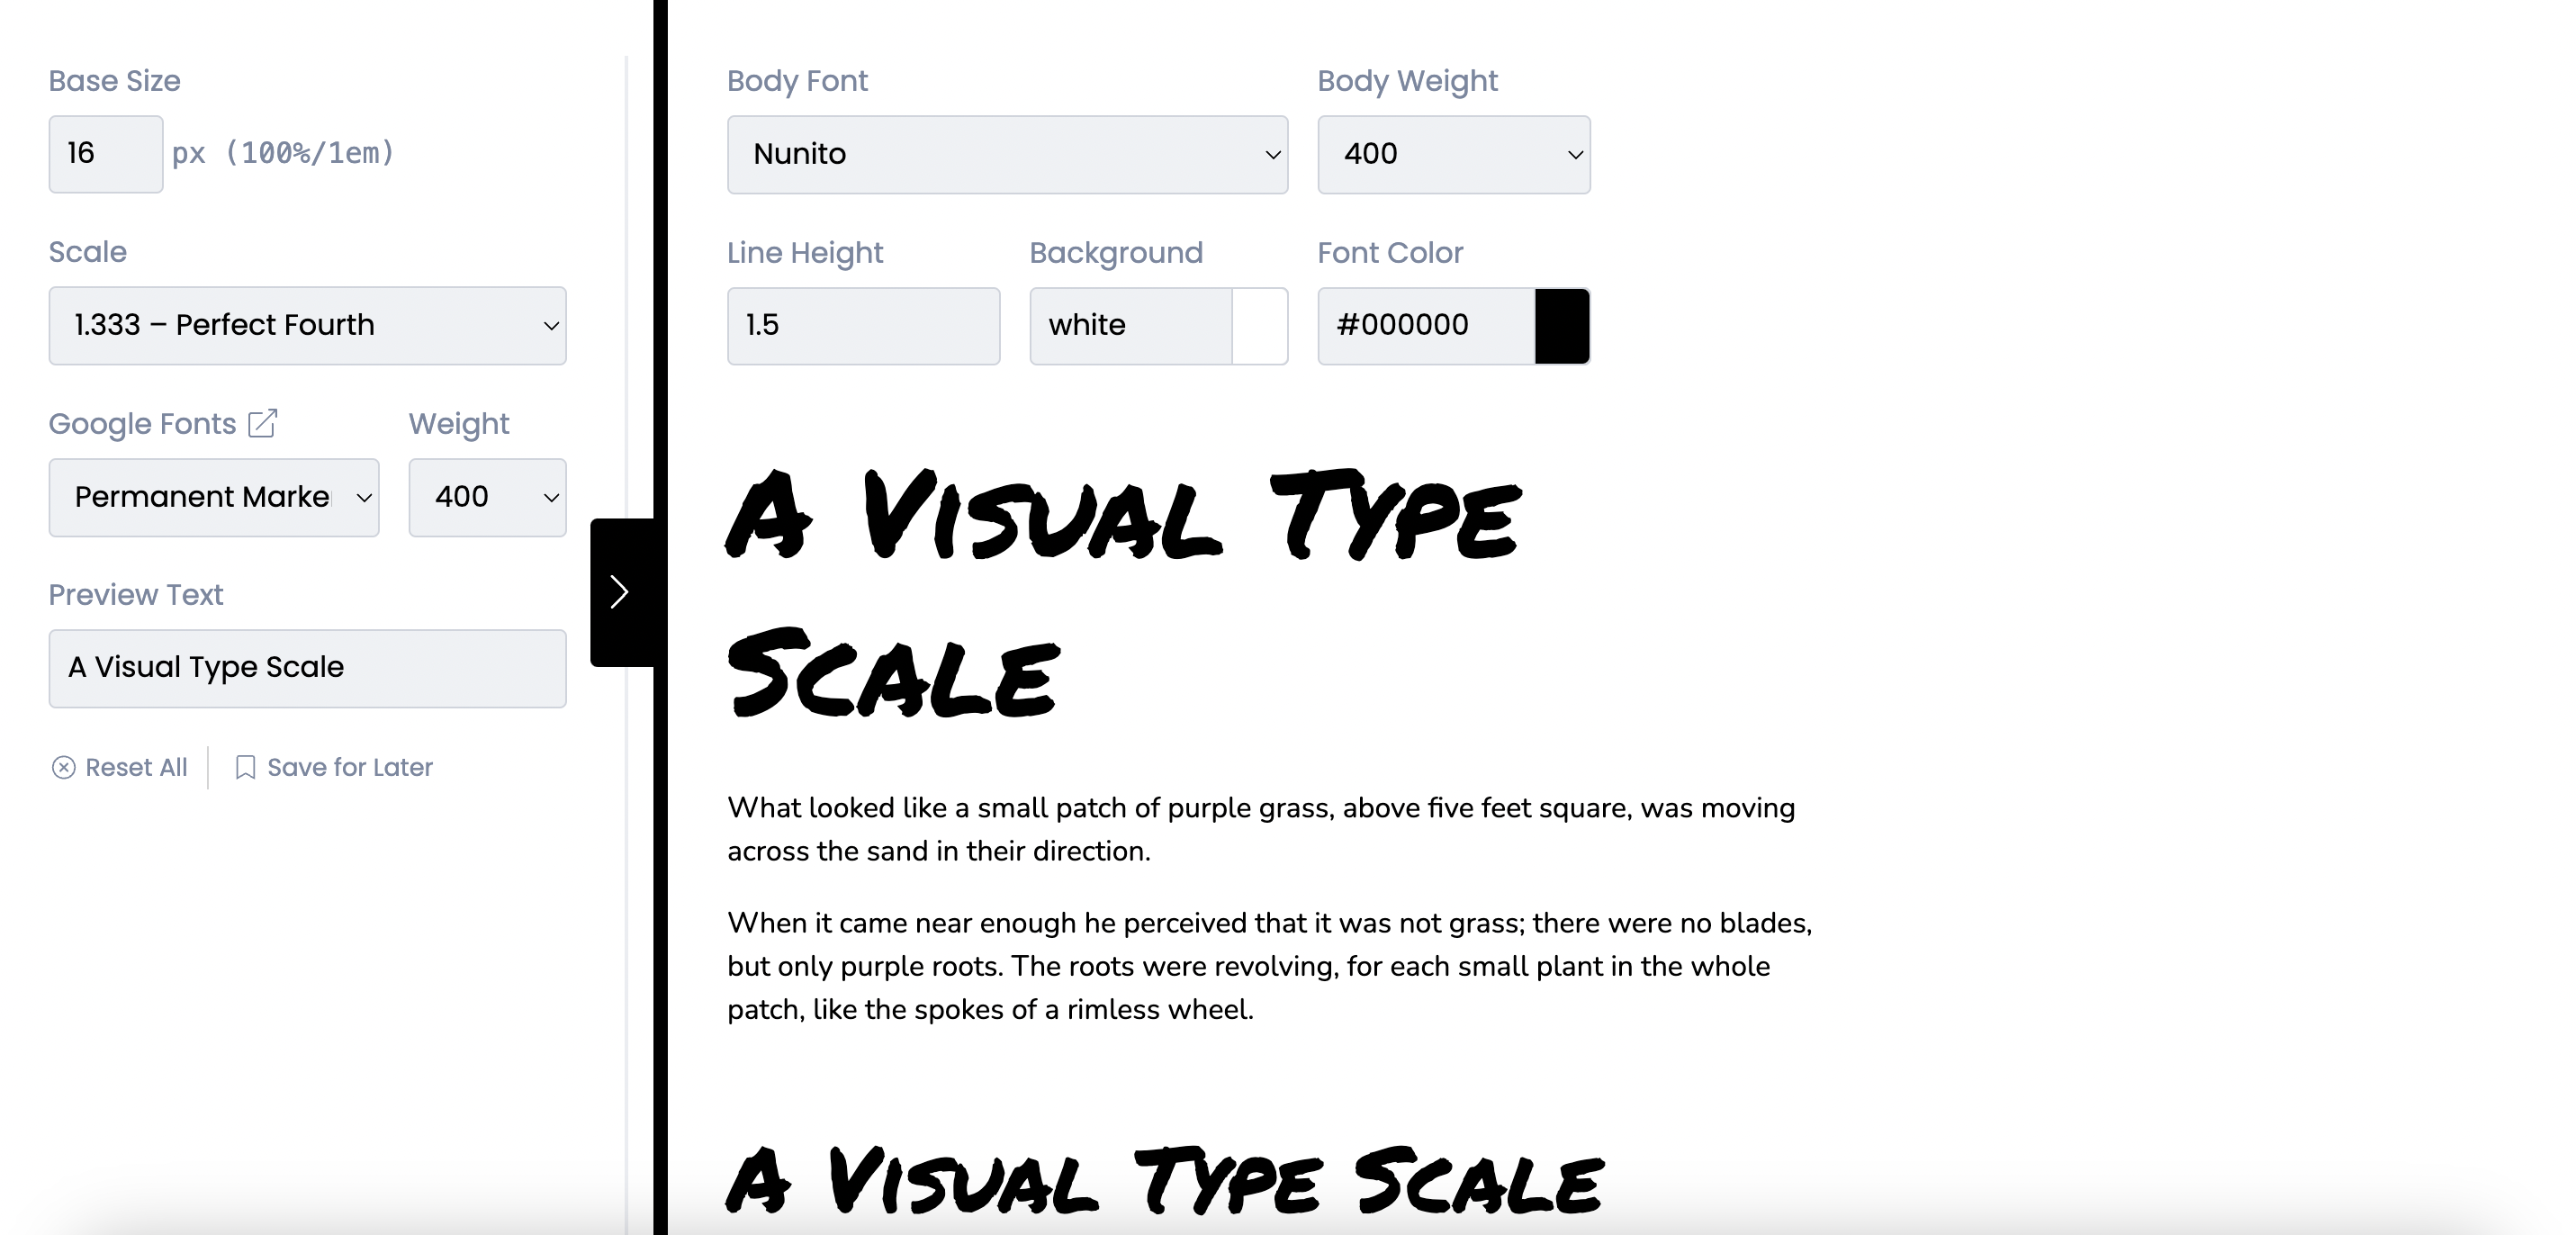 Base Size
16 px (100%/1em)
Scale
1.333 – Perfect Fourth
Google Fonts Weight
Permanent Marke 400
Preview Text
A Visual Type Scale
Reset All Save for Later
Body Font Body Weight
Nunito 400
Line Height Background Font Color
1.5 white #000000
A Visual Type
Scale
What looked like a small patch of purple grass, above five feet square, was moving
across the sand in their direction.
When it came near enough he perceived that it was not grass; there were no blades,
but only purple roots. The roots were revolving, for each small plant in the whole
patch, like the spokes of a rimless wheel.
A Visual Type Scale